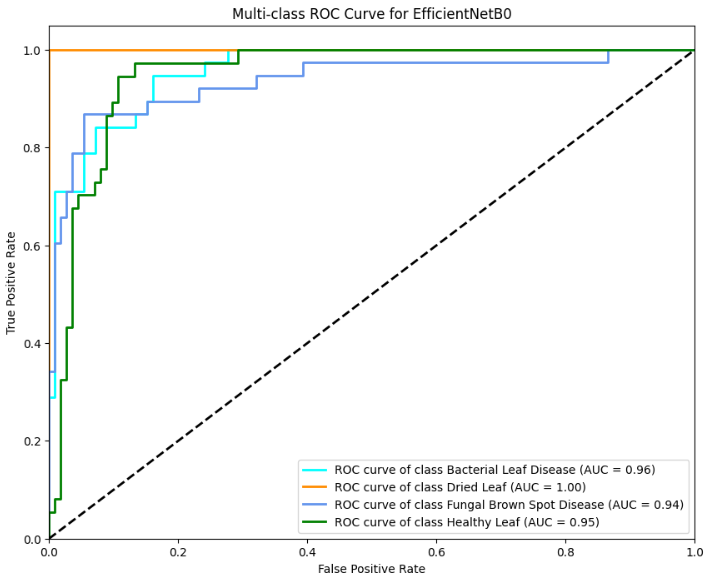 Multi-class ROC Curve for EfficientNetB0
True Positive Rate
1.0
0.8
0.6
0.4
0.2
0.0
ROC curve of class Bacterial Leaf Disease (AUC = 0.96)
ROC curve of class Dried Leaf (AUC = 1.00)
ROC curve of class Fungal Brown Spot Disease (AUC = 0.94)
ROC curve of class Healthy Leaf (AUC = 0.95)
0.0 0.2 0.4 0.6 0.8 1.0
False Positive Rate